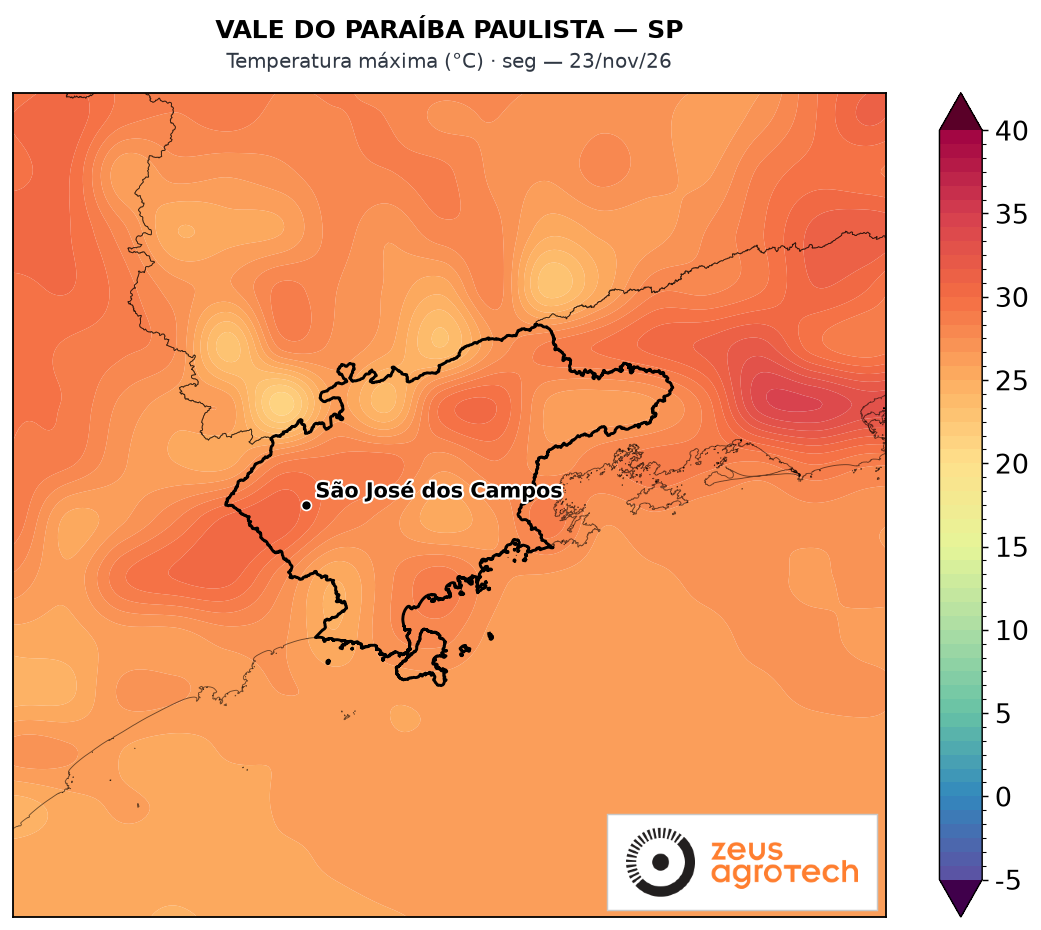 VALE DO PARAÍBA PAULISTA — SP
Temperatura máxima (°C) · seg — 23/nov/26
40
35
30
25
20
15
10
5
0
-5
São José dos Campos
zeus
agrotech